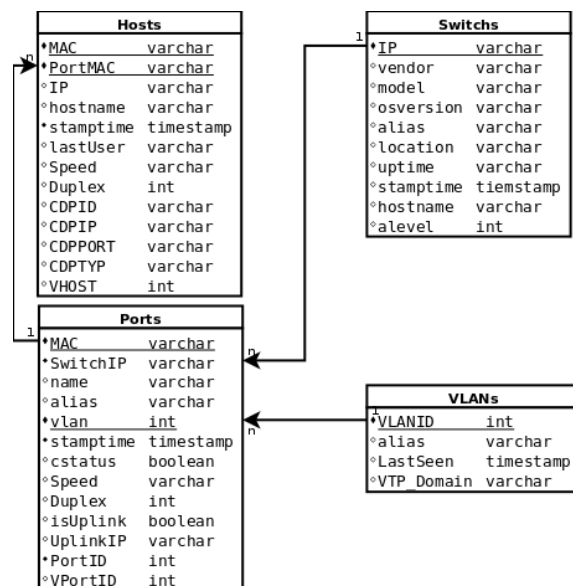 Hosts
MAC varchar
PortMAC varchar
IP varchar
hostname varchar
stamptime timestamp
lastUser varchar
Speed varchar
Duplex int
CDPID varchar
CDPIP varchar
CDPPORT varchar
CDPTYP varchar
VHOST int
n
1
Switchs
1
IP varchar
vendor varchar
model varchar
osversion varchar
alias varchar
location varchar
uptime varchar
stamptime tiemstamp
hostname varchar
alevel int
Ports
MAC varchar
SwitchIP varchar
name varchar
alias varchar
vlan int
stamptime timestamp
cstatus boolean
Speed varchar
Duplex int
isUplink boolean
UplinkIP varchar
PortID int
VPortID int
n
n
VLANs
1
VLANID int
alias varchar
LastSeen timestamp
VTP_Domain varchar